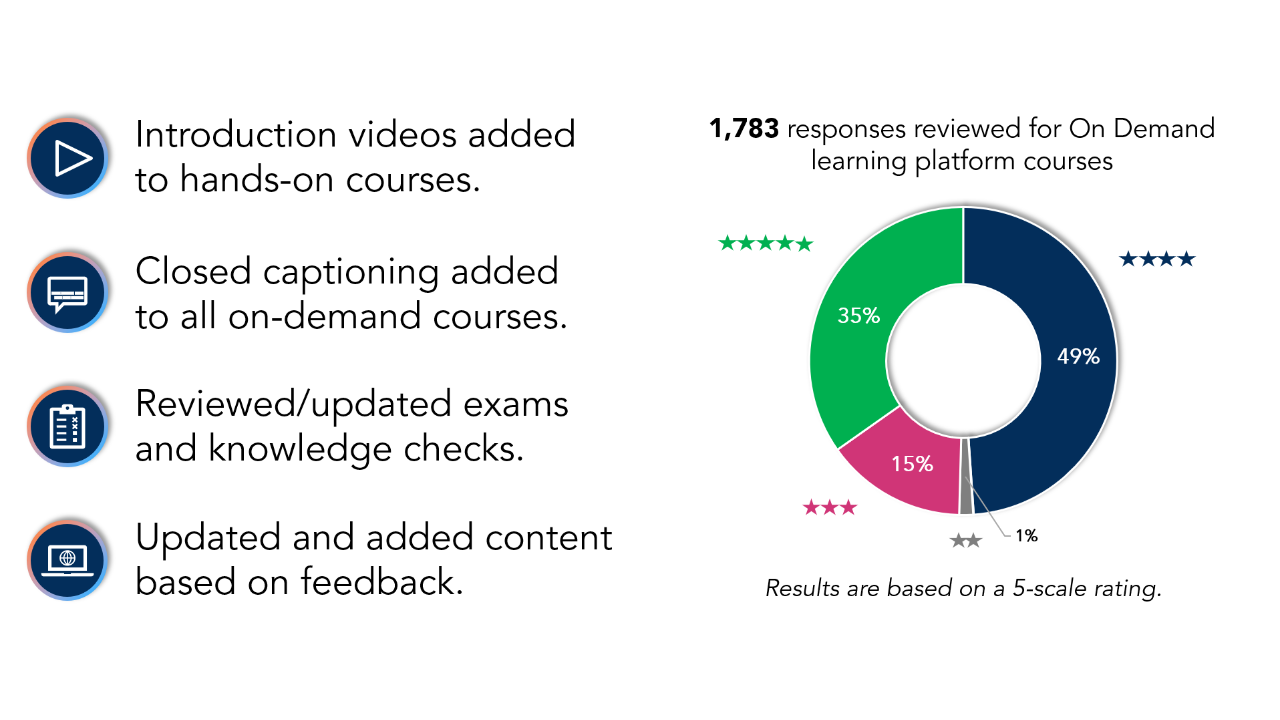 Introduction videos added
to hands-on courses.
Closed captioning added
to all on-demand courses.
Reviewed/updated exams
and knowledge checks.
Updated and added content
based on feedback.
1,783 responses reviewed for On Demand
learning platform courses
★★★★★
★★★★
35%
49%
15%
★★★
★★
1%
Results are based on a 5-scale rating.